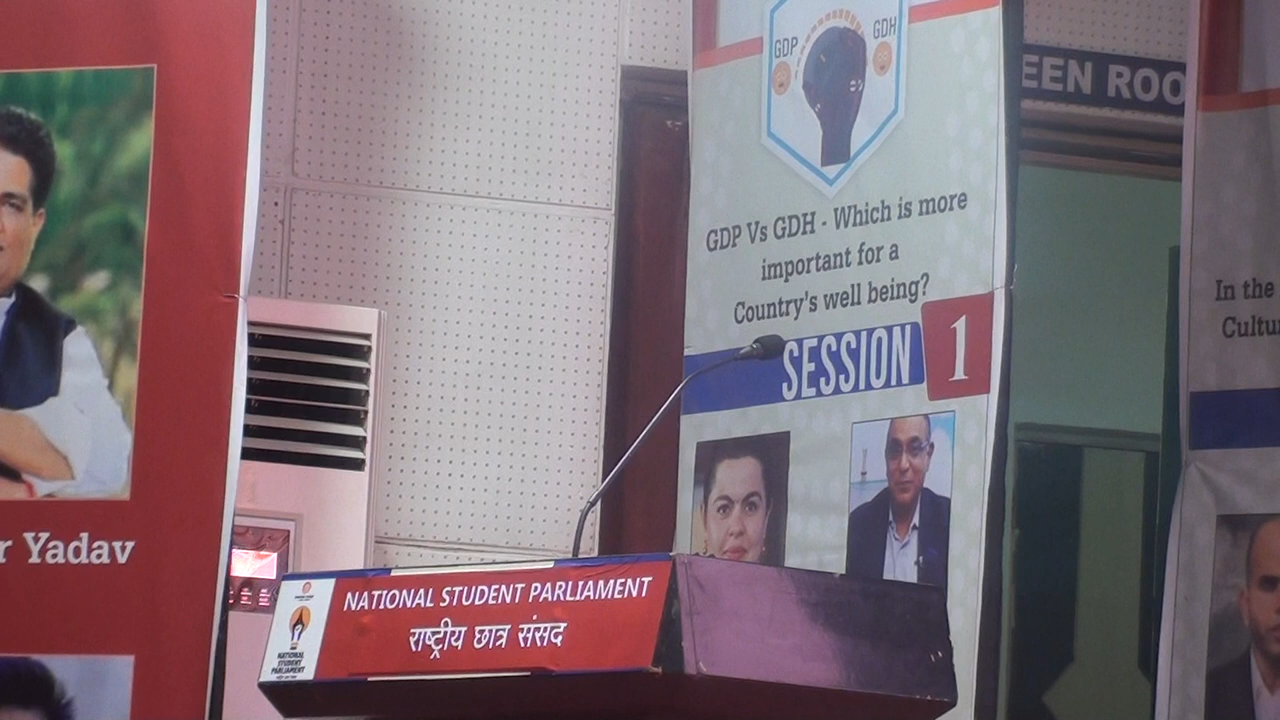 r Yadav
GDP
GDH
GDP Vs GDH - Which is more
important for a
Country's well being?
SESSION 1
EEN ROO
In the
Cultu
NATIONAL STUDENT PARLIAMENT
राष्ट्रीय छात्र संसद
NATIONAL
STUDENT
PARLIAMENT